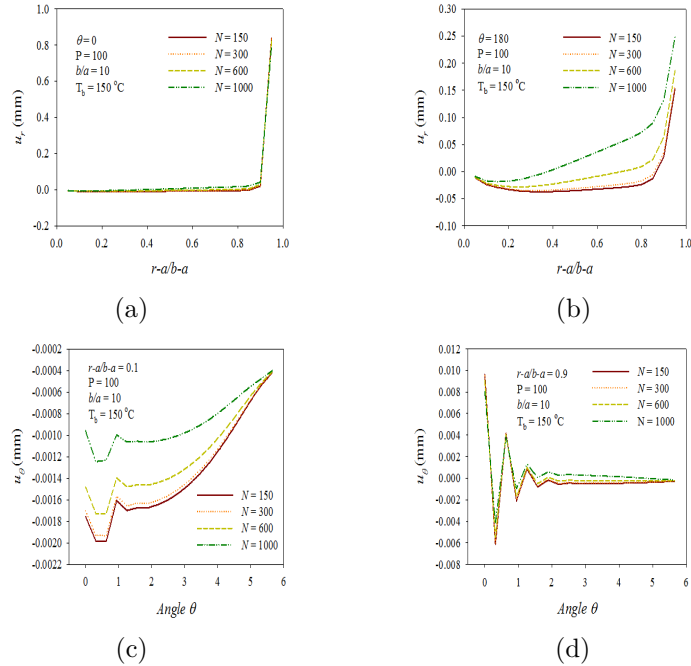 1.0
0.8
0.6
0.4
0.2
0.0
-0.2
u_r (mm)
θ = 0
P = 100
b/a = 10
T_b = 150 °C
N = 150
N = 300
N = 600
N = 1000
0.0 0.2 0.4 0.6 0.8 1.0
r-a/b-a
(a)
0.30
0.25
0.20
0.15
0.10
0.05
0.00
-0.05
-0.10
u_r (mm)
θ = 180
P = 100
b/a = 10
T_b = 150 °C
N = 150
N = 300
N = 600
N = 1000
0.0 0.2 0.4 0.6 0.8 1.0
r-a/b-a
(b)
-0.0002
-0.0004
-0.0006
-0.0008
-0.0010
-0.0012
-0.0014
-0.0016
-0.0018
-0.0020
-0.0022
u_θ (mm)
r-a/b-a = 0.1
P = 100
b/a = 10
T_b = 150 °C
N = 150
N = 300
N = 600
N = 1000
0 1 2 3 4 5 6
Angle θ
(c)
0.012
0.010
0.008
0.006
0.004
0.002
0.000
-0.002
-0.004
-0.006
-0.008
u_θ (mm)
r-a/b-a = 0.9
P = 100
b/a = 10
T_b = 150 °C
N = 150
N = 300
N = 600
N = 1000
0 1 2 3 4 5 6
Angle θ
(d)